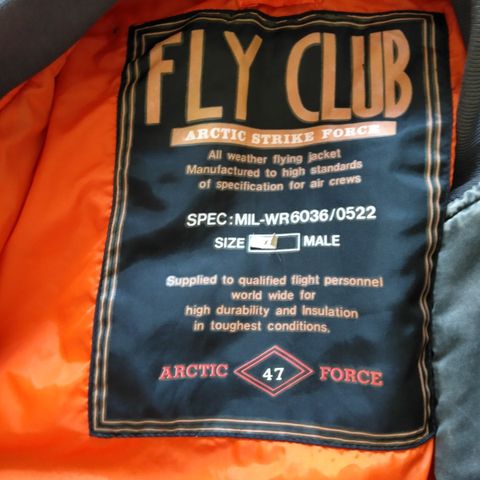 FLY CLUB
ARCTIC STRIKE FORCE
All weather flying jacket
Manufactured to high standards
of specification for air crews
SPEC:MIL-WR6036/0522
SIZE MALE
Supplied to qualified flight personnel
world wide for
high durability and Insulation
in toughest conditions.
ARCTIC 47 FORCE